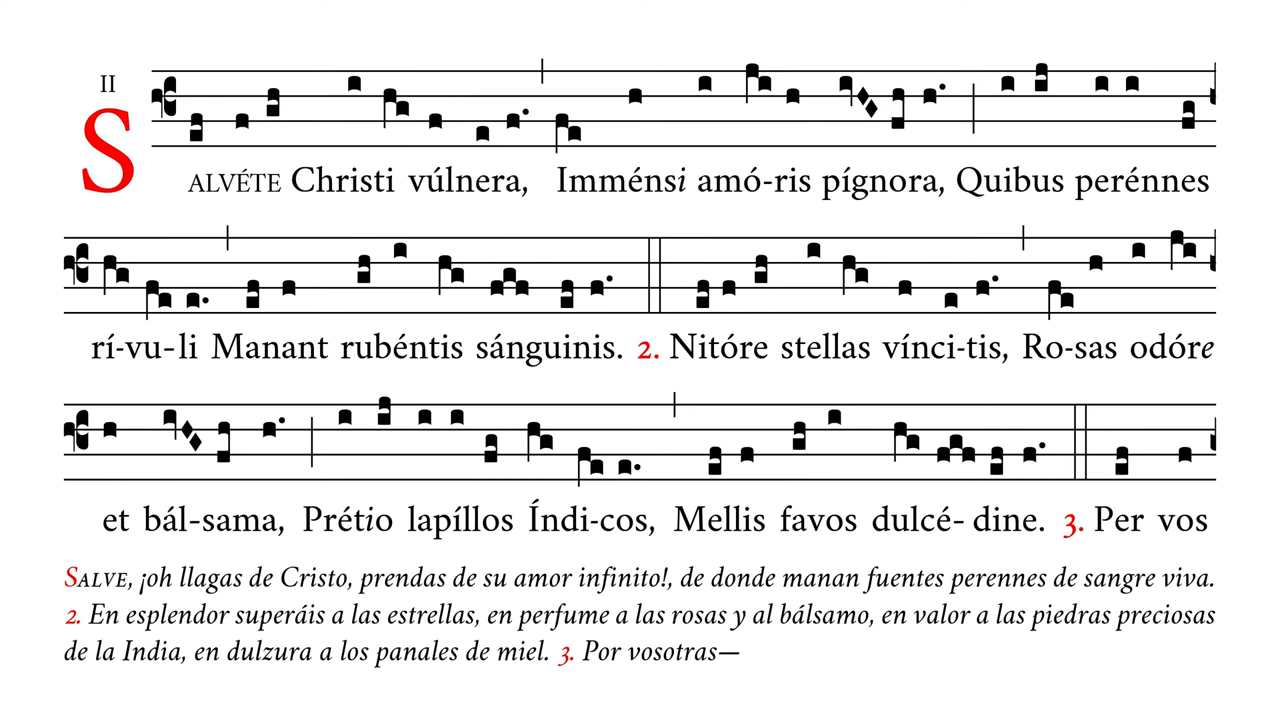 II
SALVÉTE Christi vúlnera, Imménsi amó-ris pígnora, Quibus perénnes
rí-vu-li Manant rubéntis sánguinis. 2. Nitóre stellas vínci-tis, Ro-sas odóre
et bál-sama, Prétio lapíllos Índi-cos, Mellis favos dulcé-dine. 3. Per vos
SALVE, ¡oh llagas de Cristo, prendas de su amor infinito!, de donde manan fuentes perennes de sangre viva.
2. En esplendor superáis a las estrellas, en perfume a las rosas y al bálsamo, en valor a las piedras preciosas
de la India, en dulzura a los panales de miel. 3. Por vosotras—